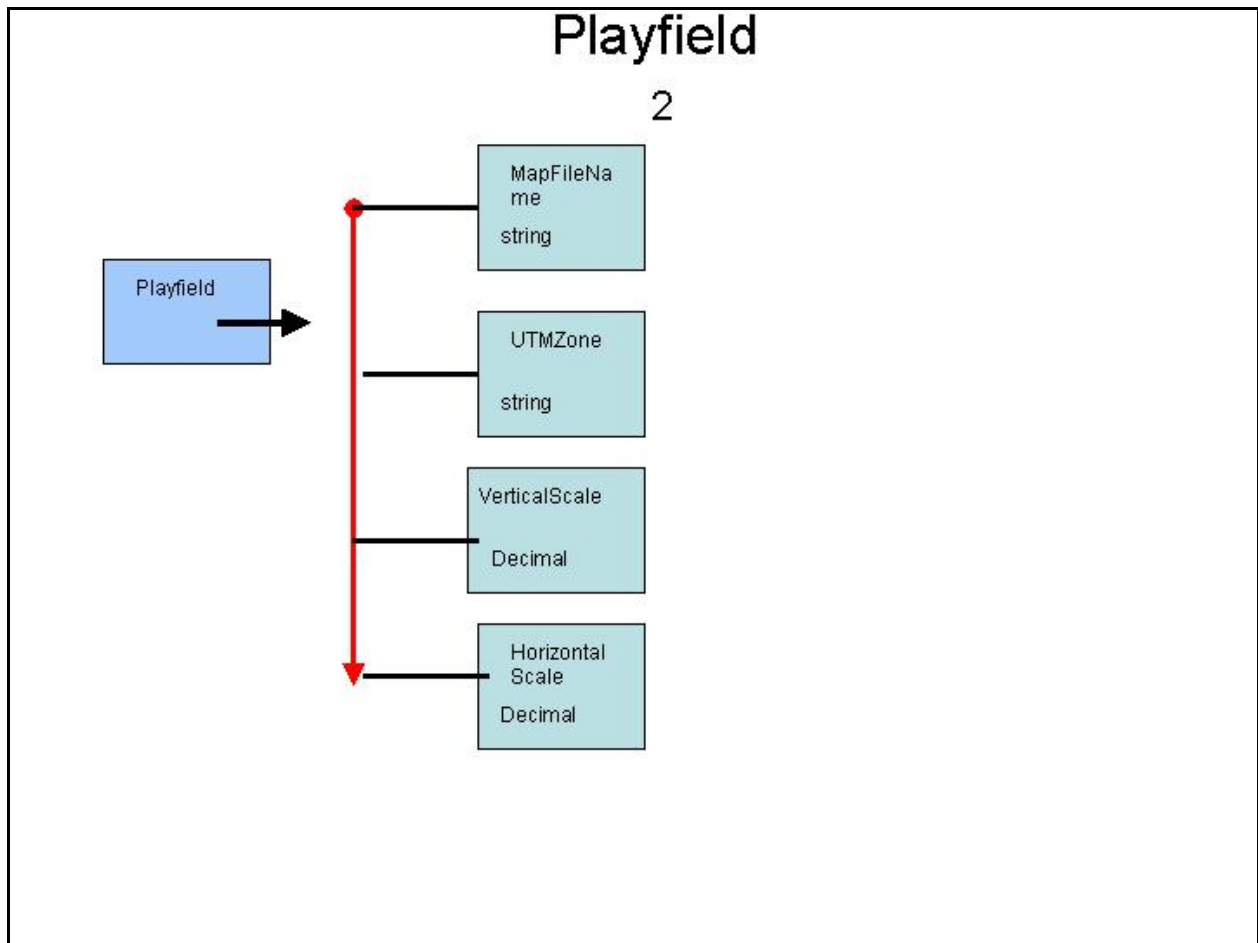 Playfield
2
MapFileNa
me
string
Playfield
UTMZone
string
VerticalScale
Decimal
Horizontal
Scale
Decimal